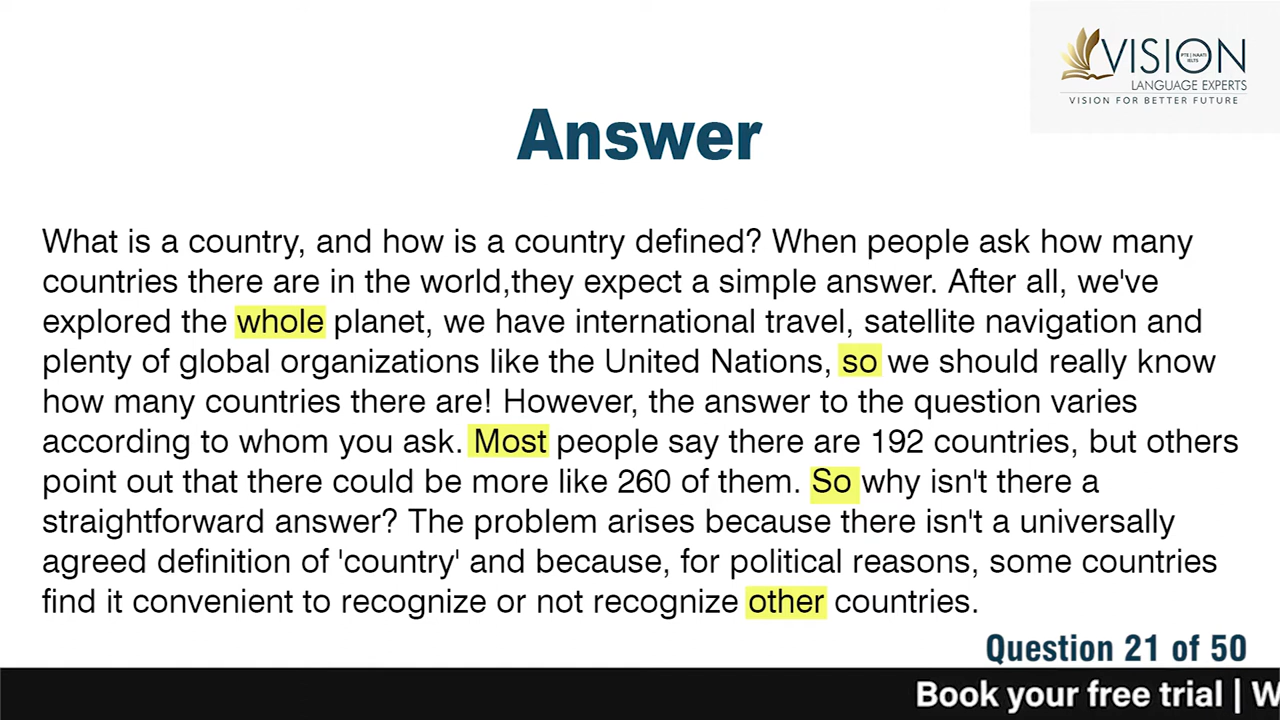 VISION
PTE | NAATI
IELTS
LANGUAGE EXPERTS
VISION FOR BETTER FUTURE
Answer
What is a country, and how is a country defined? When people ask how many
countries there are in the world,they expect a simple answer. After all, we've
explored the whole planet, we have international travel, satellite navigation and
plenty of global organizations like the United Nations, so we should really know
how many countries there are! However, the answer to the question varies
according to whom you ask. Most people say there are 192 countries, but others
point out that there could be more like 260 of them. So why isn't there a
straightforward answer? The problem arises because there isn't a universally
agreed definition of 'country' and because, for political reasons, some countries
find it convenient to recognize or not recognize other countries.
Question 21 of 50
Book your free trial | W